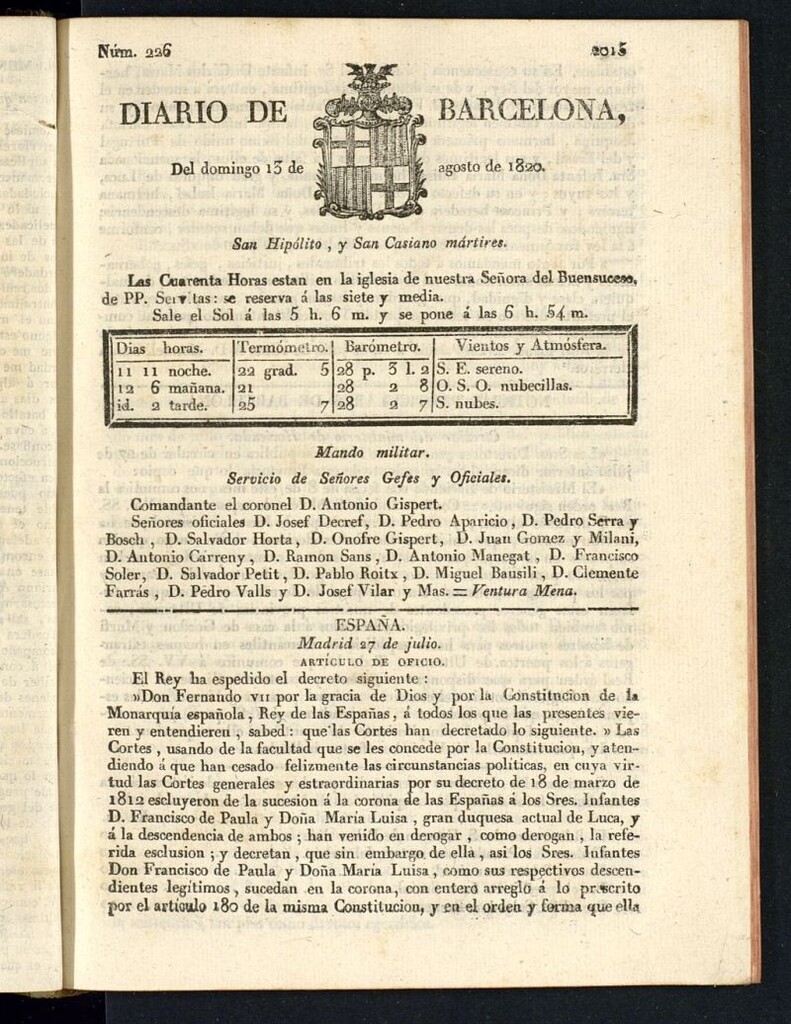 Núm. 226 2015
DIARIO DE BARCELONA,
Del domingo 13 de agosto de 1820.
San Hipólito , y San Casiano mártires.
Las Cuarenta Horas estan en la iglesia de nuestra Señora del Buensuceso,
de PP. Servitas: se reserva á las siete y media.
Sale el Sol á las 5 h. 6 m. y se pone á las 6 h. 54 m.
Dias horas. Termómetro. Barómetro. Vientos y Atmósfera.
11 11 noche. 22 grad. 5 28 p. 3 l. 2 S. E. sereno.
12 6 mañana. 21 28 2 8 O. S. O. nubecillas.
id. 2 tarde. 25 7 28 2 7 S. nubes.
Mando militar.
Servicio de Señores Gefes y Oficiales.
Comandante el coronel D. Antonio Gispert.
Señores oficiales D. Josef Decref, D. Pedro Aparicio, D. Pedro Serra y
Bosch , D. Salvador Horta, D. Onofre Gispert, D. Juan Gomez y Milani,
D. Antonio Carreny , D. Ramon Sans , D. Antonio Manegat , D. Francisco
Soler, D. Salvador Petit, D. Pablo Roitx, D. Miguel Bausili, D. Clemente
Farrás , D. Pedro Valls y D. Josef Vilar y Mas. = Ventura Mena.
ESPAÑA.
Madrid 27 de julio.
ARTÍCULO DE OFICIO.
El Rey ha espedido el decreto siguiente :
»Don Fernando VII por la gracia de Dios y por la Constitucion de la
Monarquía española, Rey de las Españas, á todos los que las presentes vie-
ren y entendieren , sabed : que las Cortes han decretado lo siguiente. » Las
Cortes , usando de la facultad que se les concede por la Constitucion, y aten-
diendo á que han cesado felizmente las circunstancias políticas, en cuya vir-
tud las Cortes generales y estraordinarias por su decreto de 18 de marzo de
1812 escluyeron de la sucesion á la corona de las Españas á los Sres. Infantes
D. Francisco de Paula y Doña María Luisa , gran duquesa actual de Luca, y
á la descendencia de ambos ; han venido en derogar , como derogan , la refe-
rida esclusion ; y decretan , que sin embargo de ella , asi los Sres. Infantes
Don Francisco de Paula y Doña María Luisa , como sus respectivos descen-
dientes legítimos , sucedan en la corona, con entero arreglo á lo prescrito
por el artículo 180 de la misma Constitucion, y en el orden y forma que ella